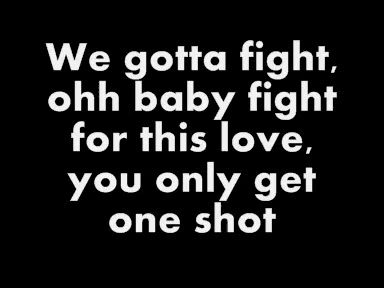 We gotta fight,
ohh baby fight
for this love,
you only get
one shot